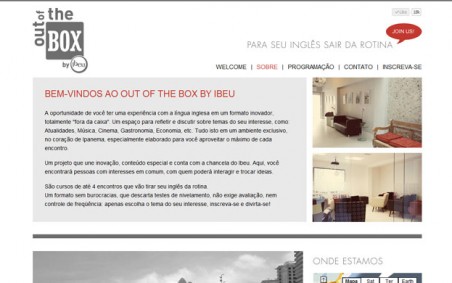 out of the
BOX
by ibeu
JOIN US!
PARA SEU INGLÊS SAIR DA ROTINA
WELCOME | SOBRE | PROGRAMAÇÃO | CONTATO | INSCREVA-SE
BEM-VINDOS AO OUT OF THE BOX BY IBEU
A oportunidade de você ter uma experiência com a língua inglesa em um formato inovador,
totalmente "fora da caixa". Um espaço para refletir e discutir sobre temas do seu interesse, como:
Atualidades, Música, Cinema, Gastronomia, Economia, etc. Tudo isto em um ambiente exclusivo,
no coração de Ipanema, especialmente elaborado para você aproveitar o máximo de cada
encontro.
Um projeto que une inovação, conteúdo especial e conta com a chancela do Ibeu. Aqui, você
encontrará pessoas com interesses em comum, com quem poderá interagir e trocar ideias.
São cursos de até 4 encontros que vão tirar seu inglês da rotina.
Um formato sem burocracias, que descarta testes de nivelamento, não exige avaliação, nem
controle de freqüência: apenas escolha o tema do seu interesse, inscreva-se e divirta-se!
ONDE ESTAMOS
Mapa Sat Ter Earth